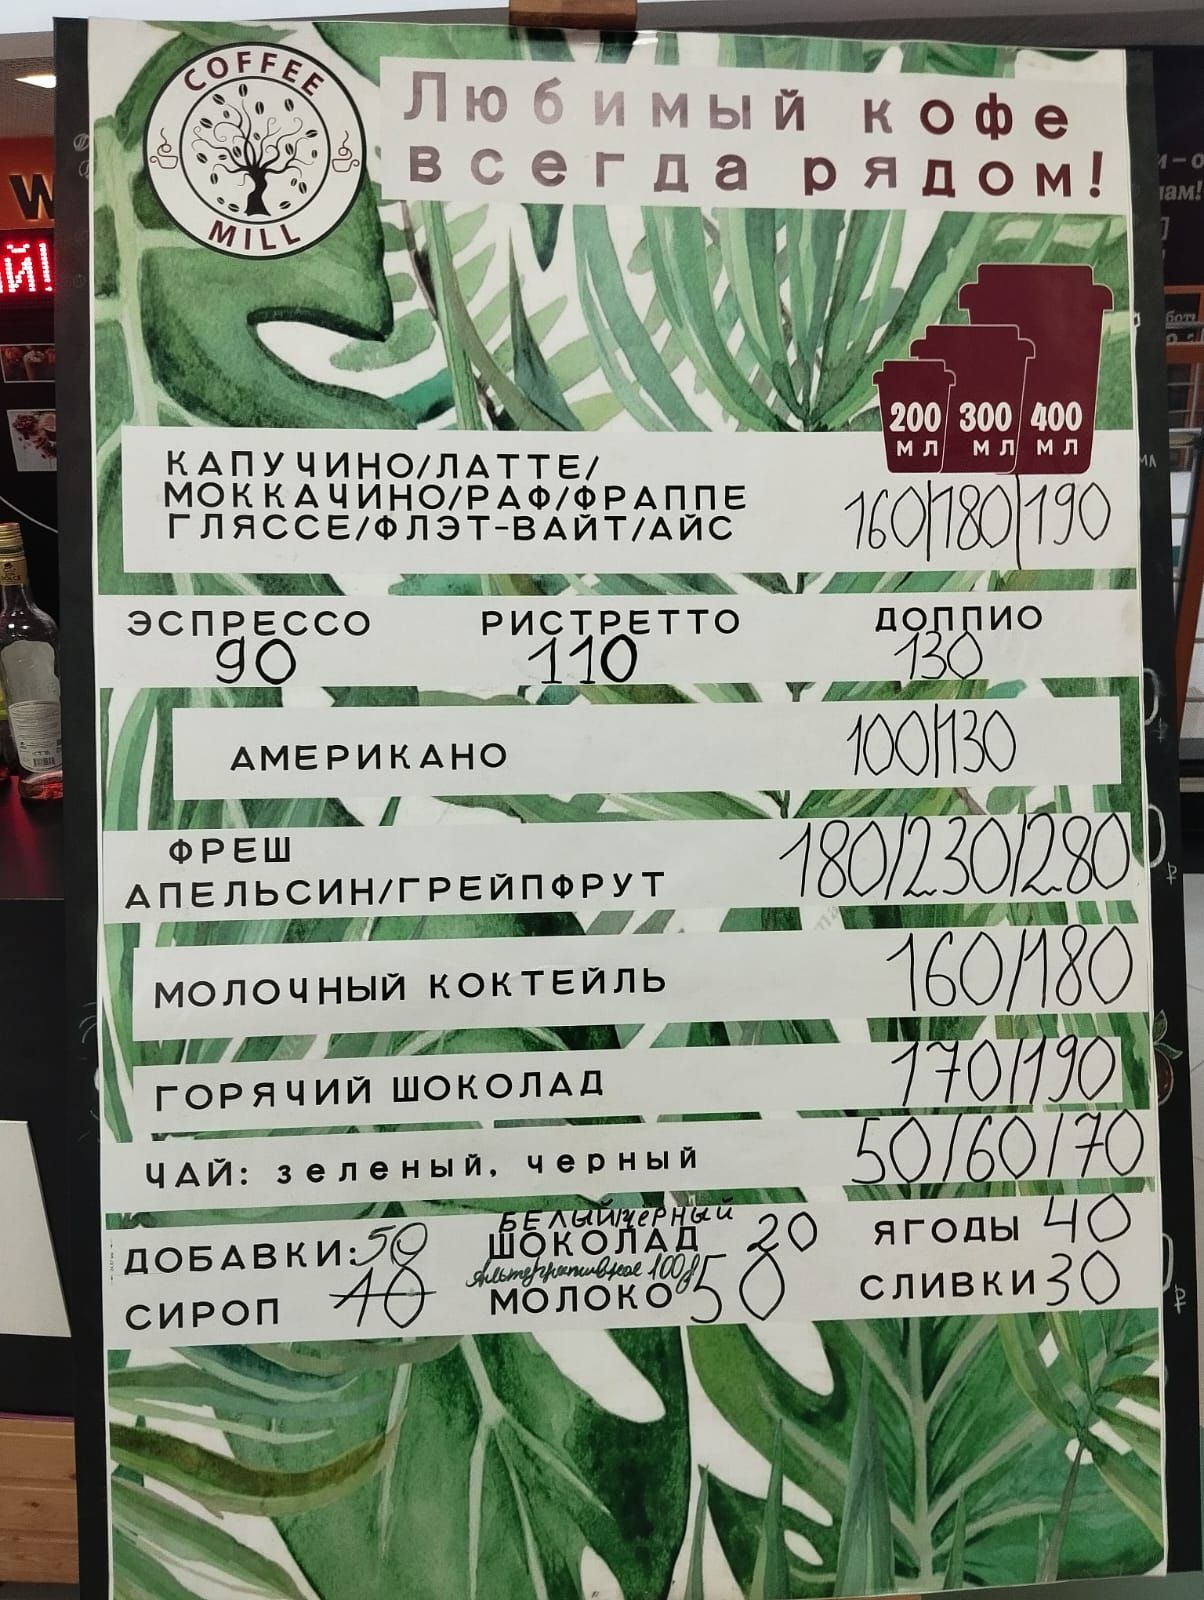 COFFEE
MILL
Любимый кофе
всегда рядом!
W
й!
200 300 400
МЛ МЛ МЛ
КАПУЧИНО/ЛАТТЕ/
МОККАЧИНО/РАФ/ФРАППЕ
ГЛЯССЕ/ФЛЭТ-ВАЙТ/АЙС
160|180|190
ЭСПРЕССО РИСТРЕТТО ДОППИО
90 110 130
АМЕРИКАНО 100|130
ФРЕШ
АПЕЛЬСИН/ГРЕЙПФРУТ 180/230/280
МОЛОЧНЫЙ КОКТЕЙЛЬ 160/180
ГОРЯЧИЙ ШОКОЛАД 170/190
ЧАЙ: зеленый, черный 50/60/70
БЕЛЫЙ/чёрный
ДОБАВКИ: 50 ШОКОЛАД 20 ЯГОДЫ 40
Альтернативное 100
СИРОП 40 МОЛОКО 50 СЛИВКИ 30